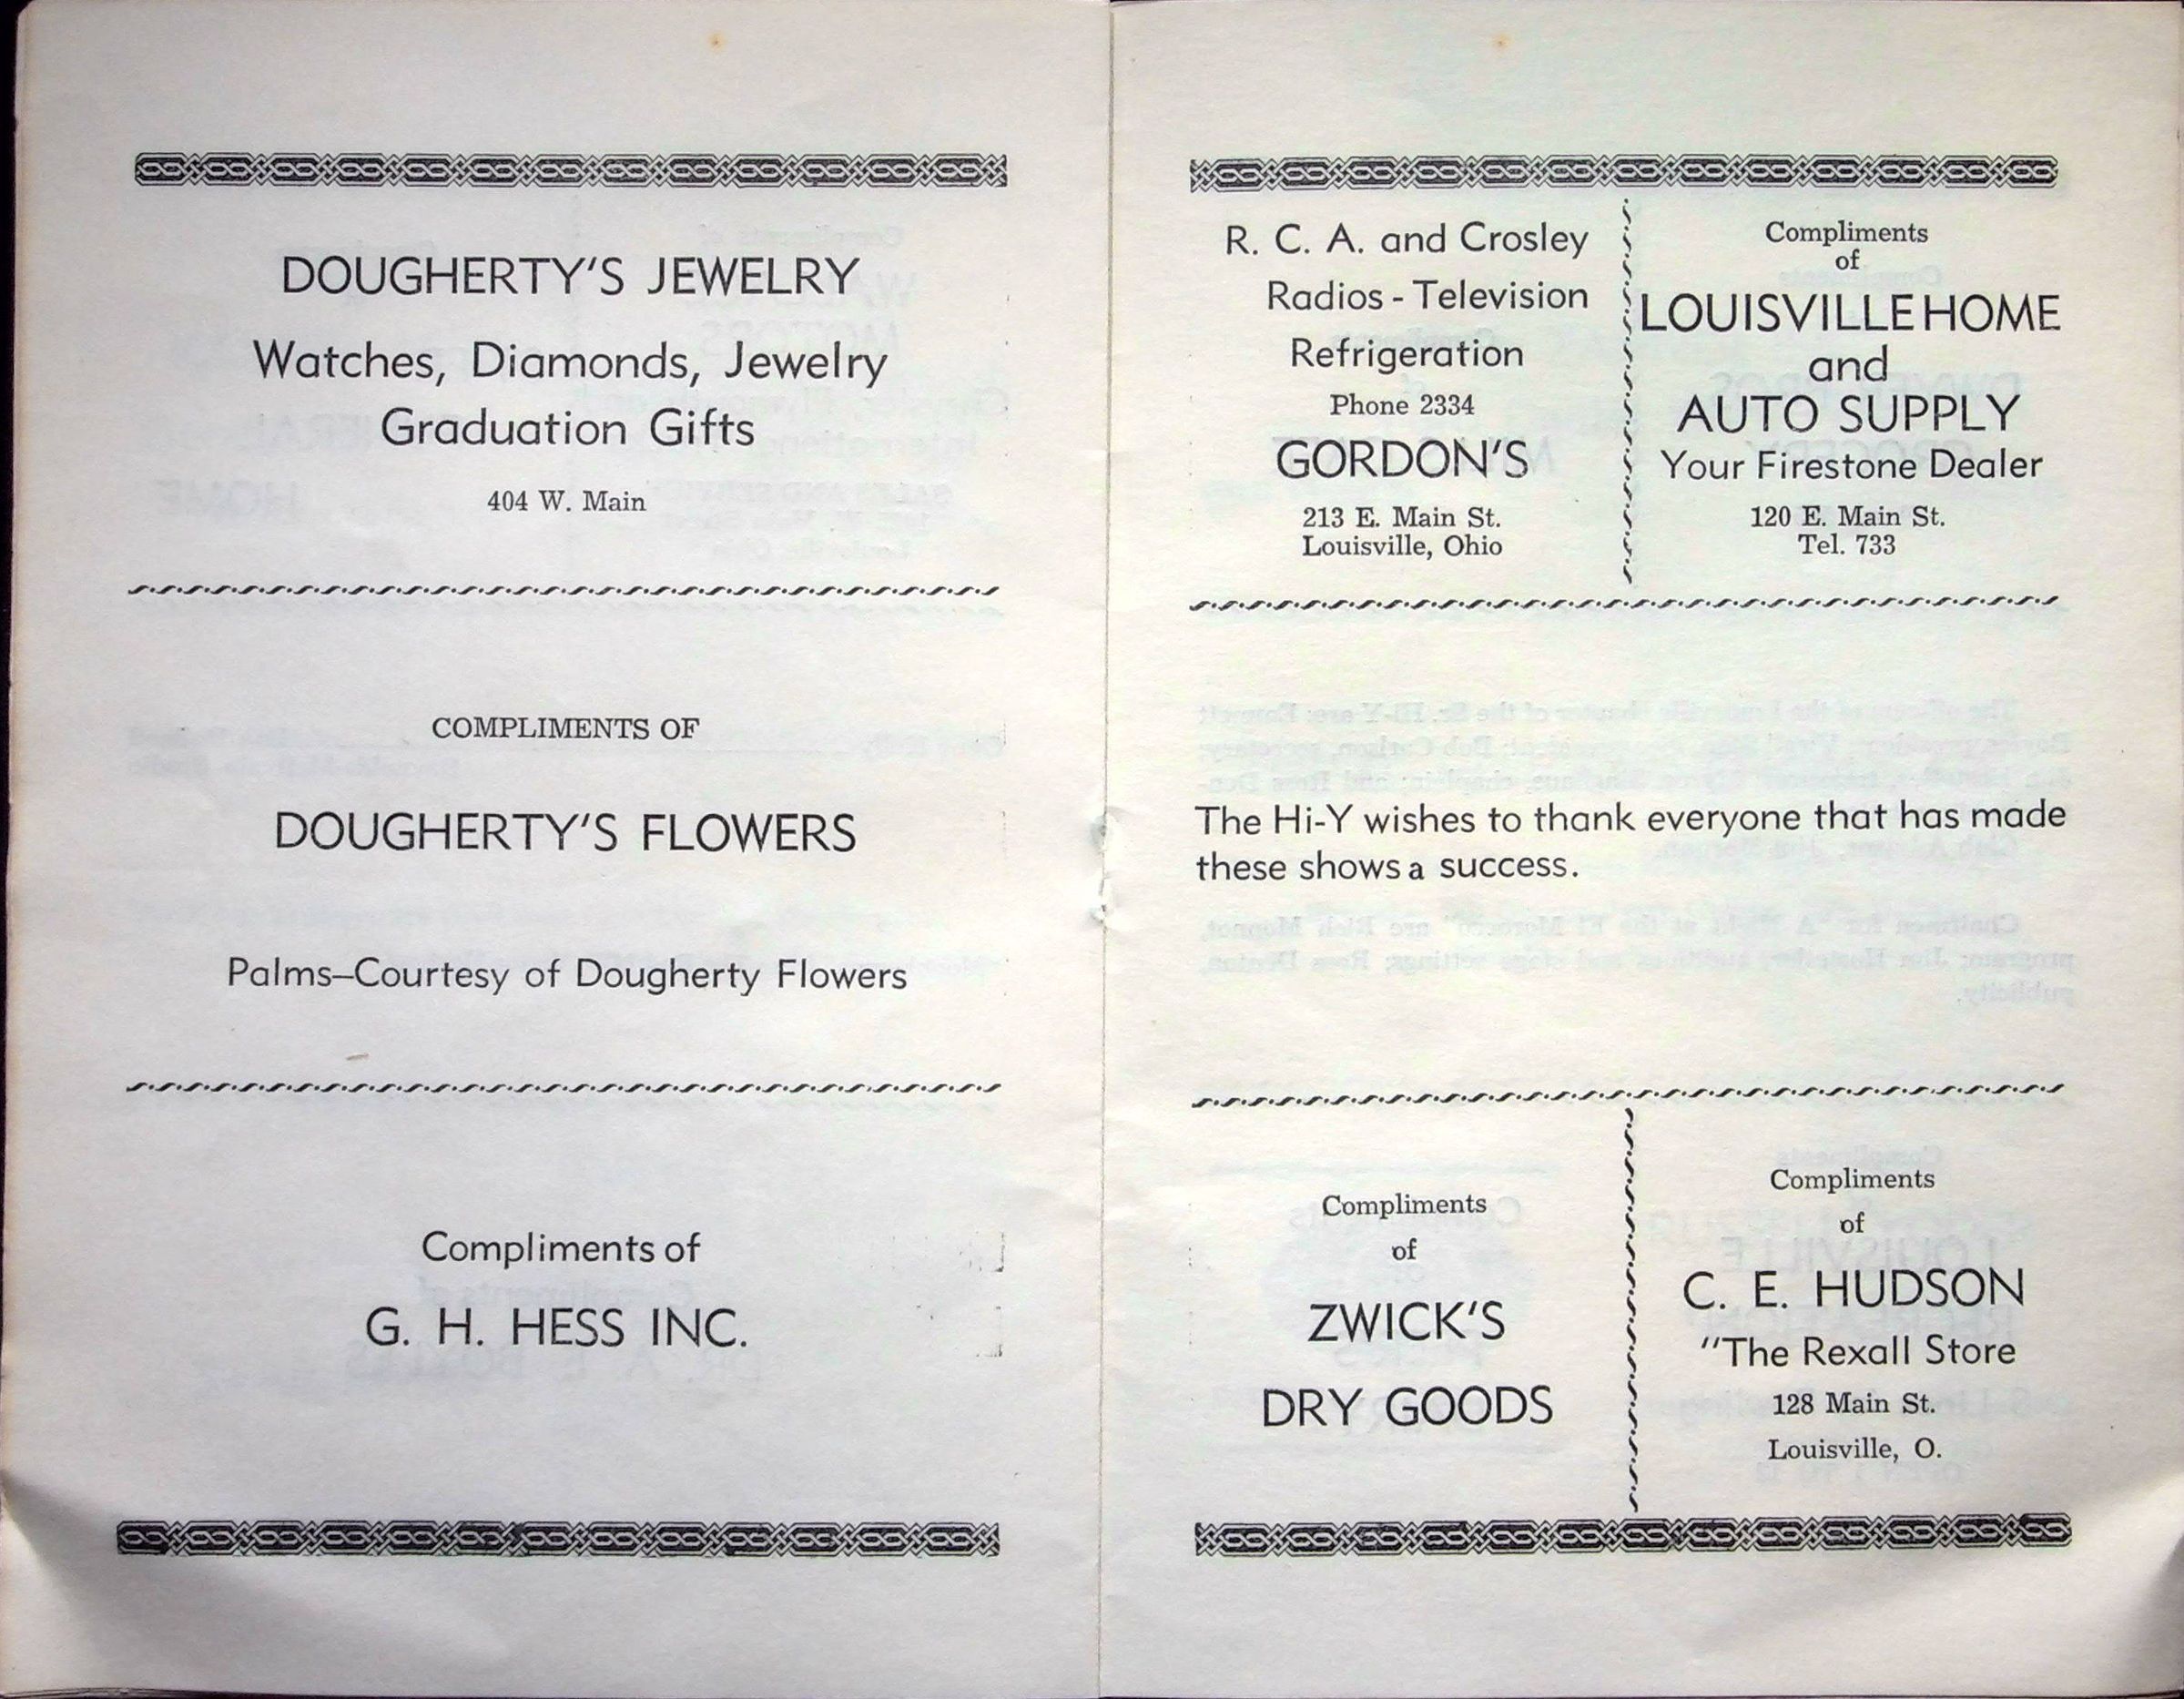 DOUGHERTY'S JEWELRY
Watches, Diamonds, Jewelry
Graduation Gifts
404 W. Main
COMPLIMENTS OF
DOUGHERTY'S FLOWERS
Palms—Courtesy of Dougherty Flowers
Compliments of
G. H. HESS INC.
R. C. A. and Crosley
Radios - Television
Refrigeration
Phone 2334
GORDON'S
213 E. Main St.
Louisville, Ohio
Compliments
of
LOUISVILLE HOME
and
AUTO SUPPLY
Your Firestone Dealer
120 E. Main St.
Tel. 733
The Hi-Y wishes to thank everyone that has made
these shows a success.
Compliments
of
ZWICK'S
DRY GOODS
Compliments
of
C. E. HUDSON
"The Rexall Store
128 Main St.
Louisville, O.